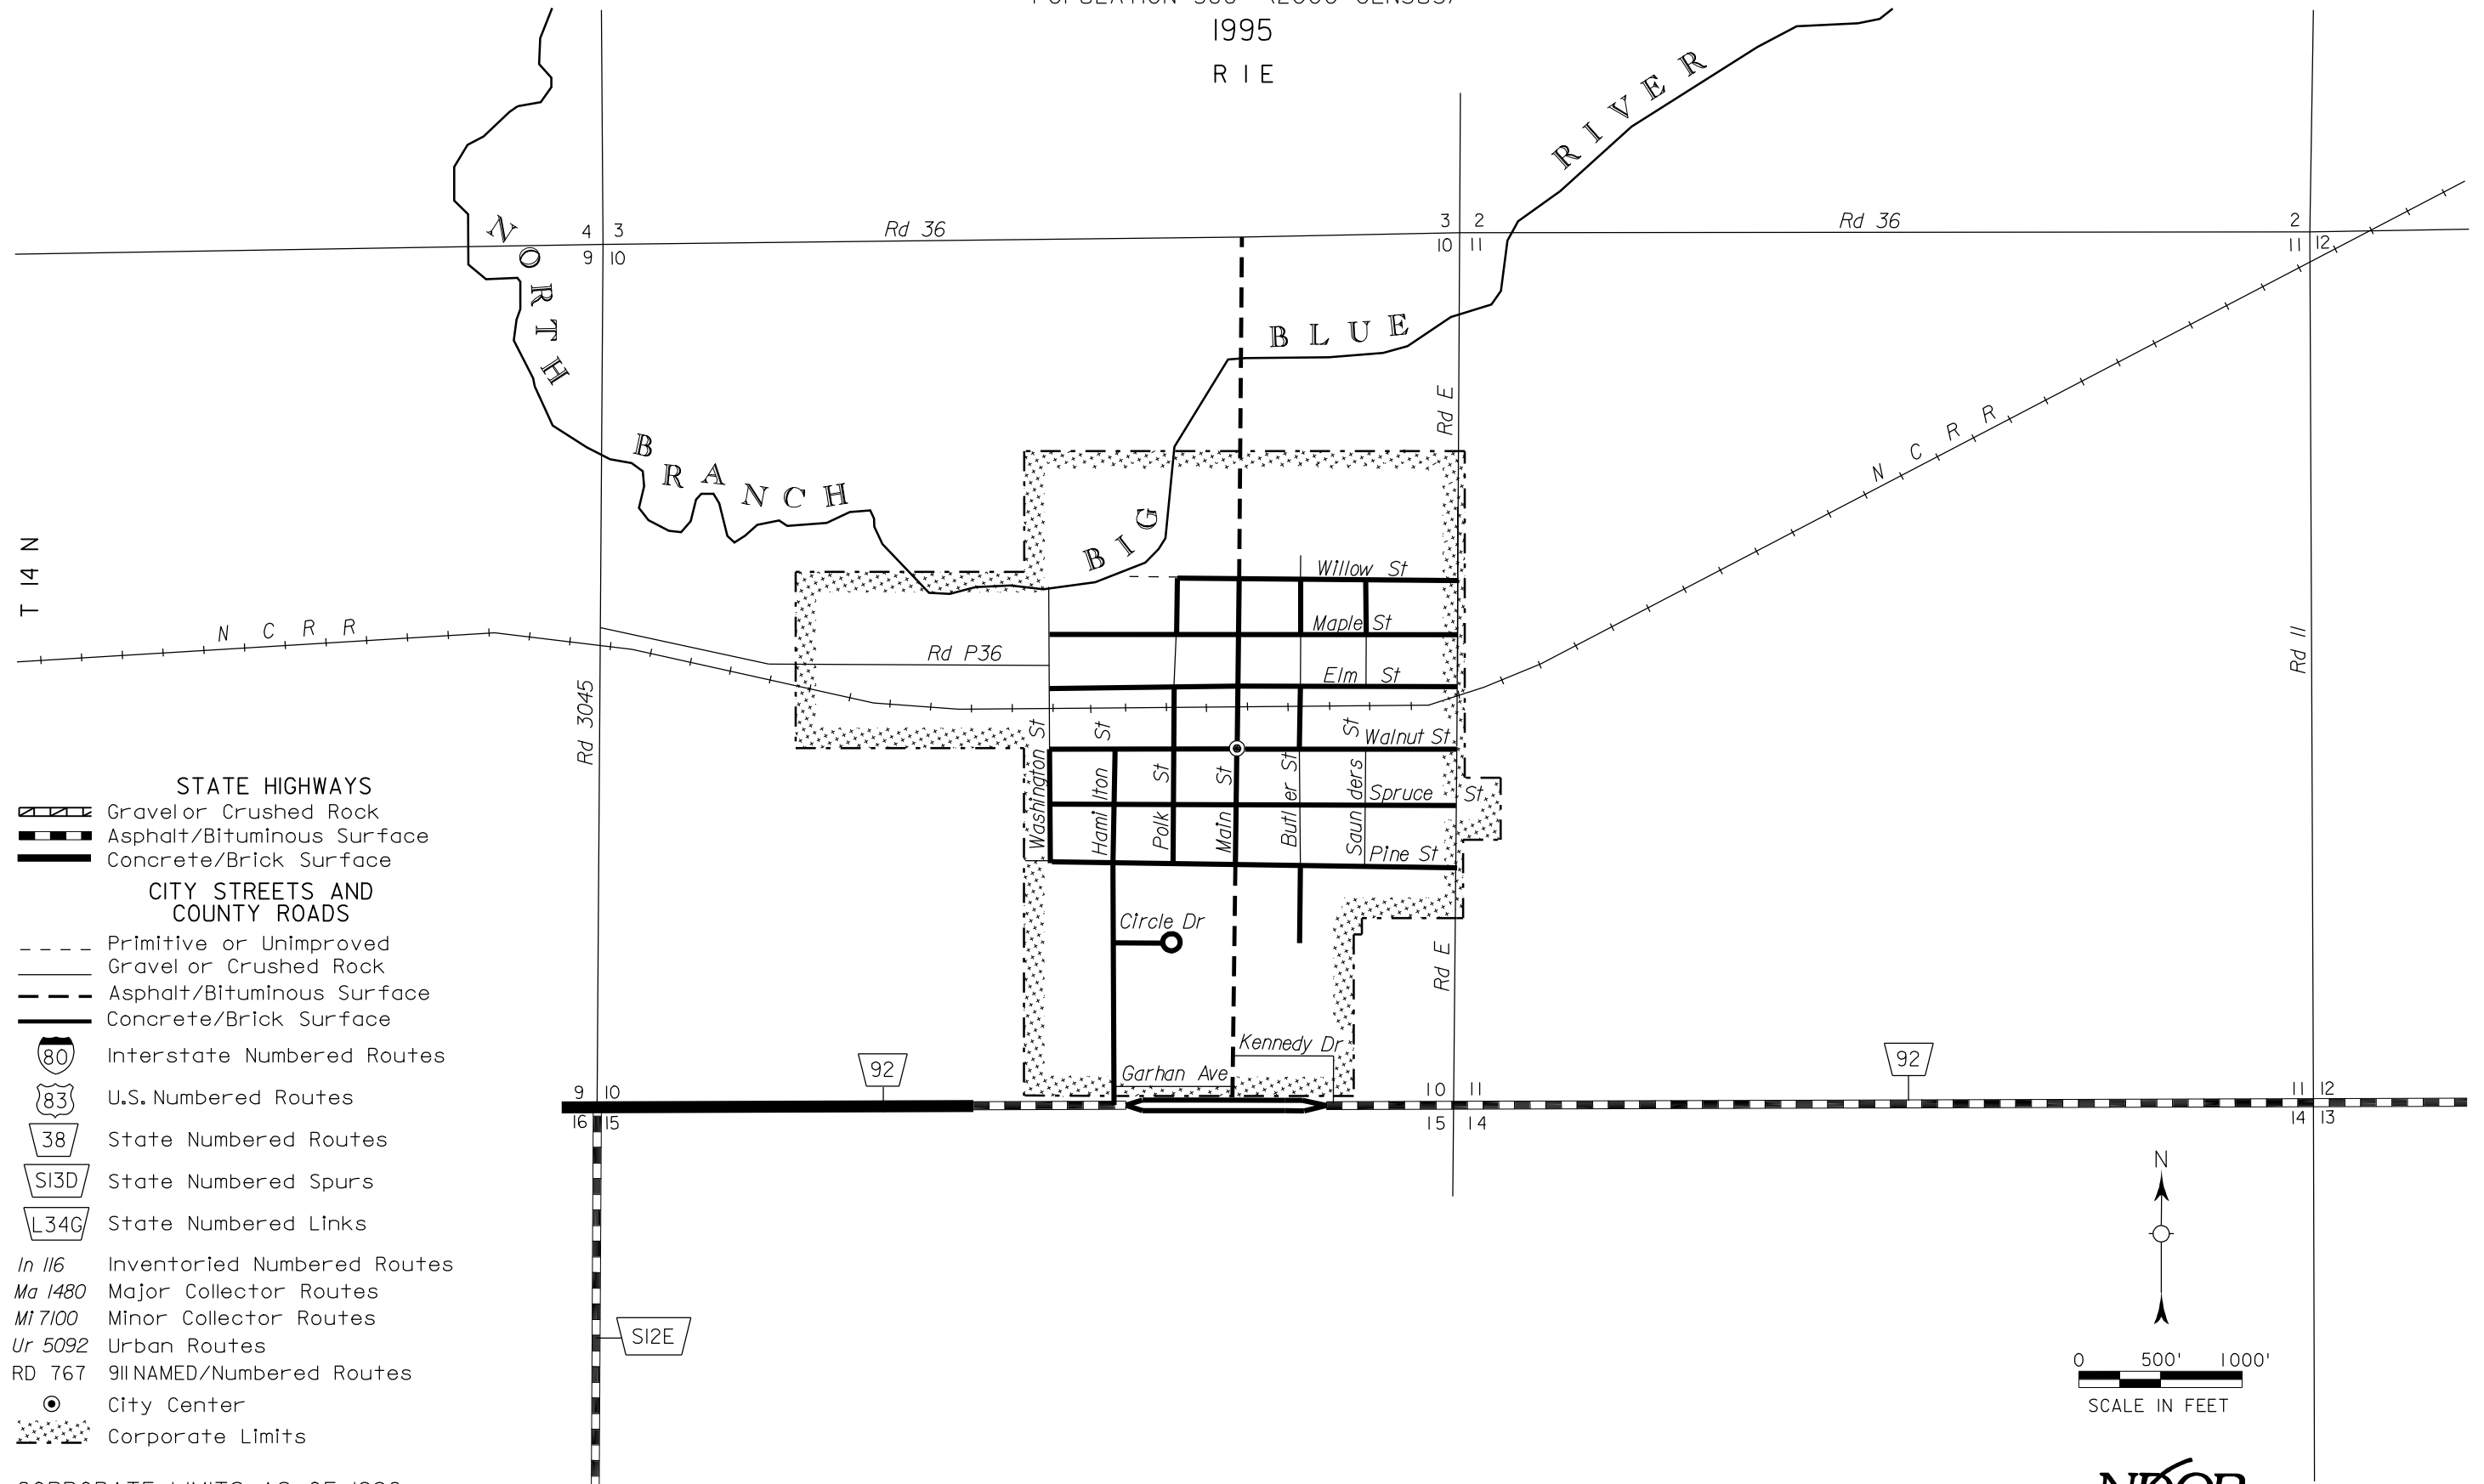 1995
R 1 E
NORTH BRANCH BIG BLUE RIVER
4 3
9 10
Rd 36
3 2
10 11
Rd 36
2
11 12
Rd E
N C R R
T 14 N
N C R R
Rd P36
Rd 3045
Rd 11
Willow St
Maple St
Elm St
Walnut St
Spruce St
Pine St
Washington St
Hamilton St
Polk St
Main St
Butler St
Saunders St
Circle Dr
Rd E
Kennedy Dr
Garhan Ave
92
92
9 10
16 15
10 11
15 14
11 12
14 13
S12E
STATE HIGHWAYS
Gravel or Crushed Rock
Asphalt/Bituminous Surface
Concrete/Brick Surface
CITY STREETS AND
COUNTY ROADS
Primitive or Unimproved
Gravel or Crushed Rock
Asphalt/Bituminous Surface
Concrete/Brick Surface
80 Interstate Numbered Routes
83 U.S. Numbered Routes
38 State Numbered Routes
S13D State Numbered Spurs
L34G State Numbered Links
In 116 Inventoried Numbered Routes
Ma 1480 Major Collector Routes
Mi 7100 Minor Collector Routes
Ur 5092 Urban Routes
RD 767 911 NAMED/Numbered Routes
City Center
Corporate Limits
N
0 500' 1000'
SCALE IN FEET